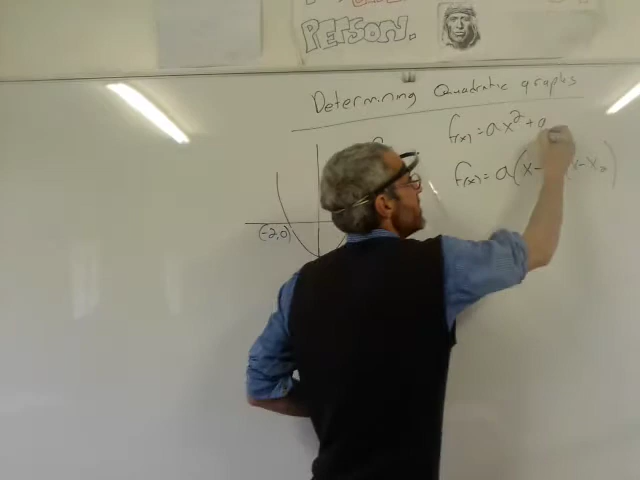 PERSON.
Determining Quadratic graphs
f(x) = ax² + a
f(x) = a(x- x-x₂)
(-2,0)